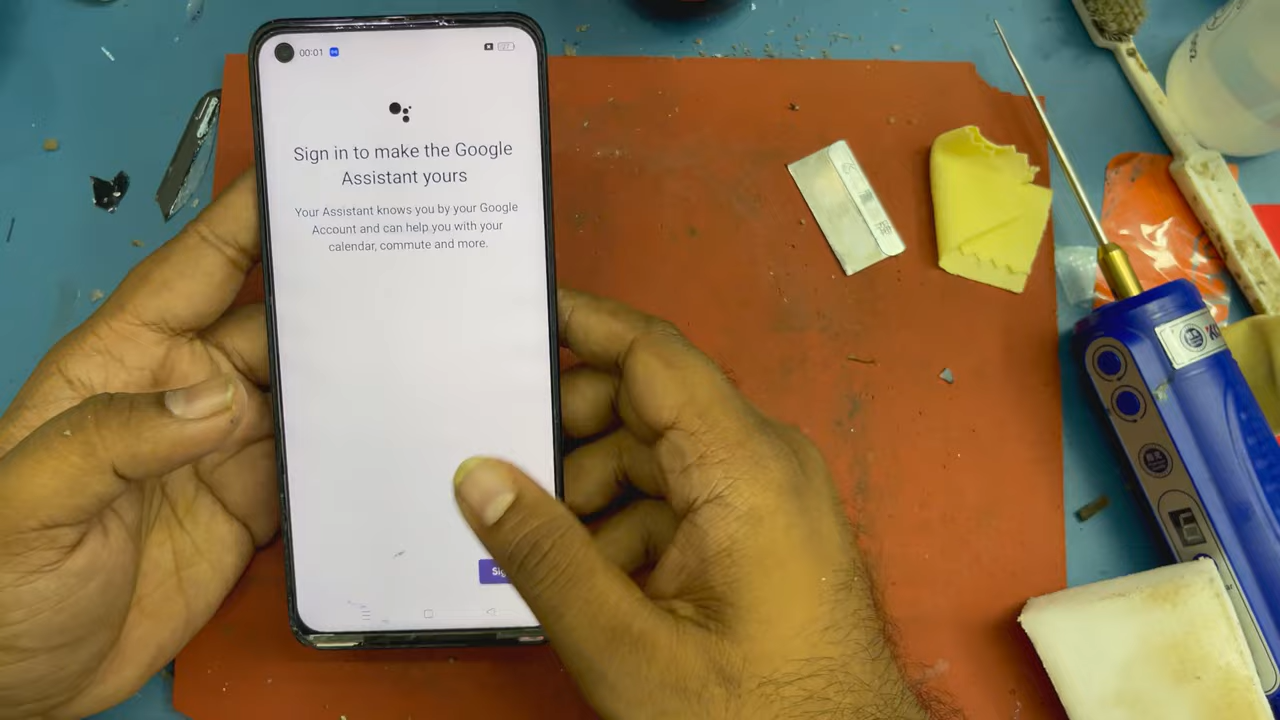 00:01
Sign in to make the Google
Assistant yours
Your Assistant knows you by your Google
Account and can help you with your
calendar, commute and more.